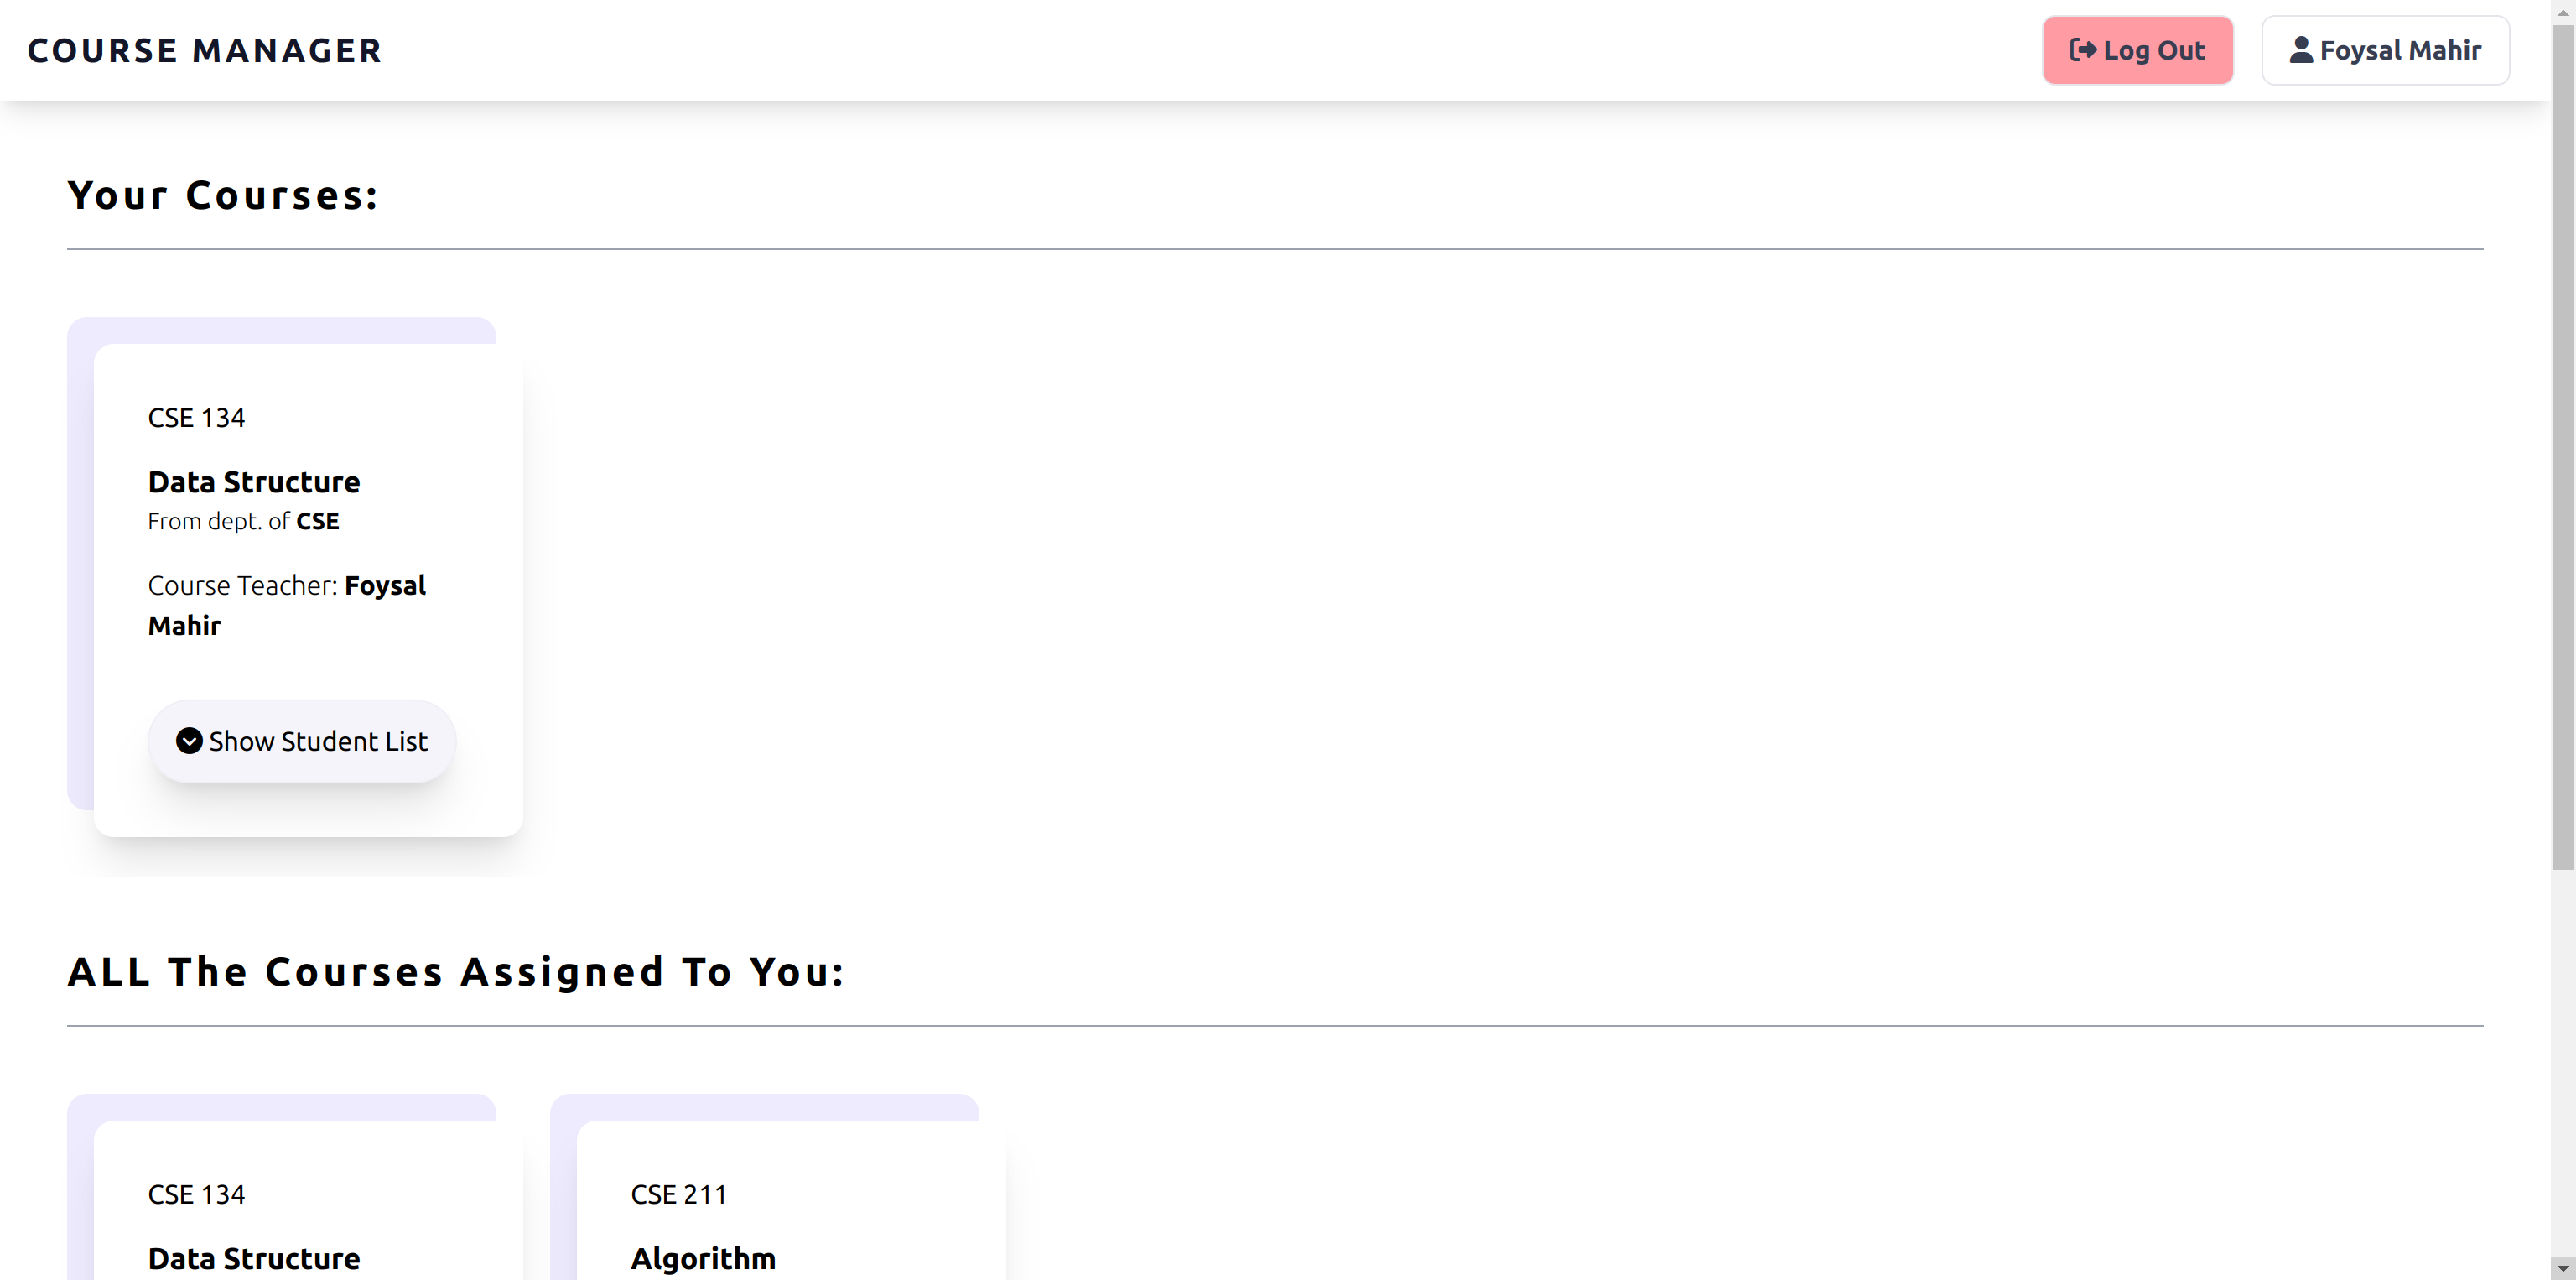 COURSE MANAGER
Log Out
Foysal Mahir
Your Courses:
CSE 134
Data Structure
From dept. of CSE
Course Teacher: Foysal
Mahir
Show Student List
ALL The Courses Assigned To You:
CSE 134
Data Structure
CSE 211
Algorithm